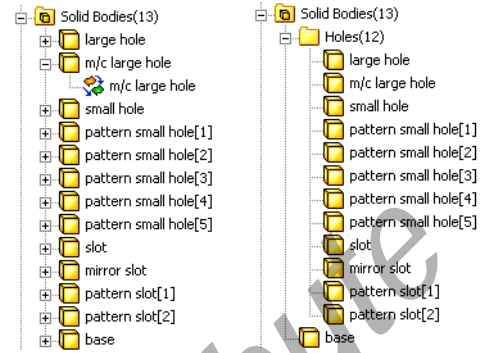 Solid Bodies(13)
large hole
m/c large hole
m/c large hole
small hole
pattern small hole[1]
pattern small hole[2]
pattern small hole[3]
pattern small hole[4]
pattern small hole[5]
slot
mirror slot
pattern slot[1]
pattern slot[2]
base
Solid Bodies(13)
Holes(12)
large hole
m/c large hole
small hole
pattern small hole[1]
pattern small hole[2]
pattern small hole[3]
pattern small hole[4]
pattern small hole[5]
slot
mirror slot
pattern slot[1]
pattern slot[2]
base